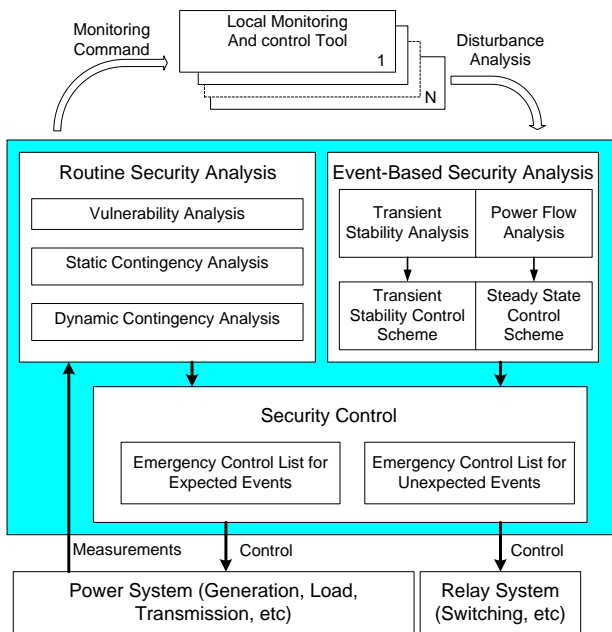 Monitoring
Command
Local Monitoring
And control Tool
1
N
Disturbance
Analysis
Routine Security Analysis
Vulnerability Analysis
Static Contingency Analysis
Dynamic Contingency Analysis
Event-Based Security Analysis
Transient
Stability Analysis
Power Flow
Analysis
Transient
Stability Control
Scheme
Steady State
Control
Scheme
Security Control
Emergency Control List for
Expected Events
Emergency Control List for
Unexpected Events
Measurements
Control
Control
Power System (Generation, Load,
Transmission, etc)
Relay System
(Switching, etc)